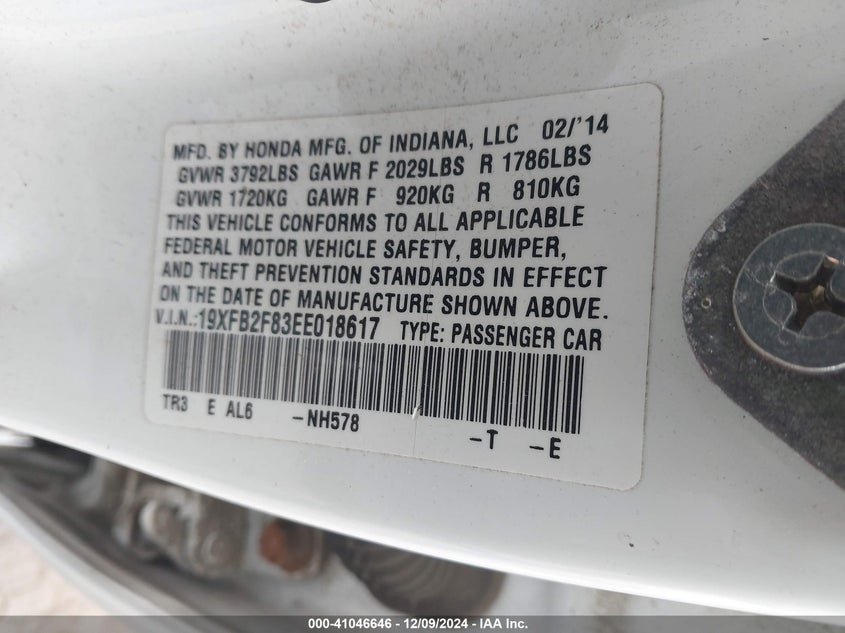 MFD. BY HONDA MFG. OF INDIANA, LLC 02/'14
GVWR 3792LBS GAWR F 2029LBS R 1786LBS
GVWR 1720KG GAWR F 920KG R 810KG
THIS VEHICLE CONFORMS TO ALL APPLICABLE
FEDERAL MOTOR VEHICLE SAFETY, BUMPER,
AND THEFT PREVENTION STANDARDS IN EFFECT
ON THE DATE OF MANUFACTURE SHOWN ABOVE.
V.I.N.:19XFB2F83EE018617 TYPE: PASSENGER CAR
TR3 E AL6 -NH578 -T -E
000-41046646 - 12/09/2024 - IAA Inc.